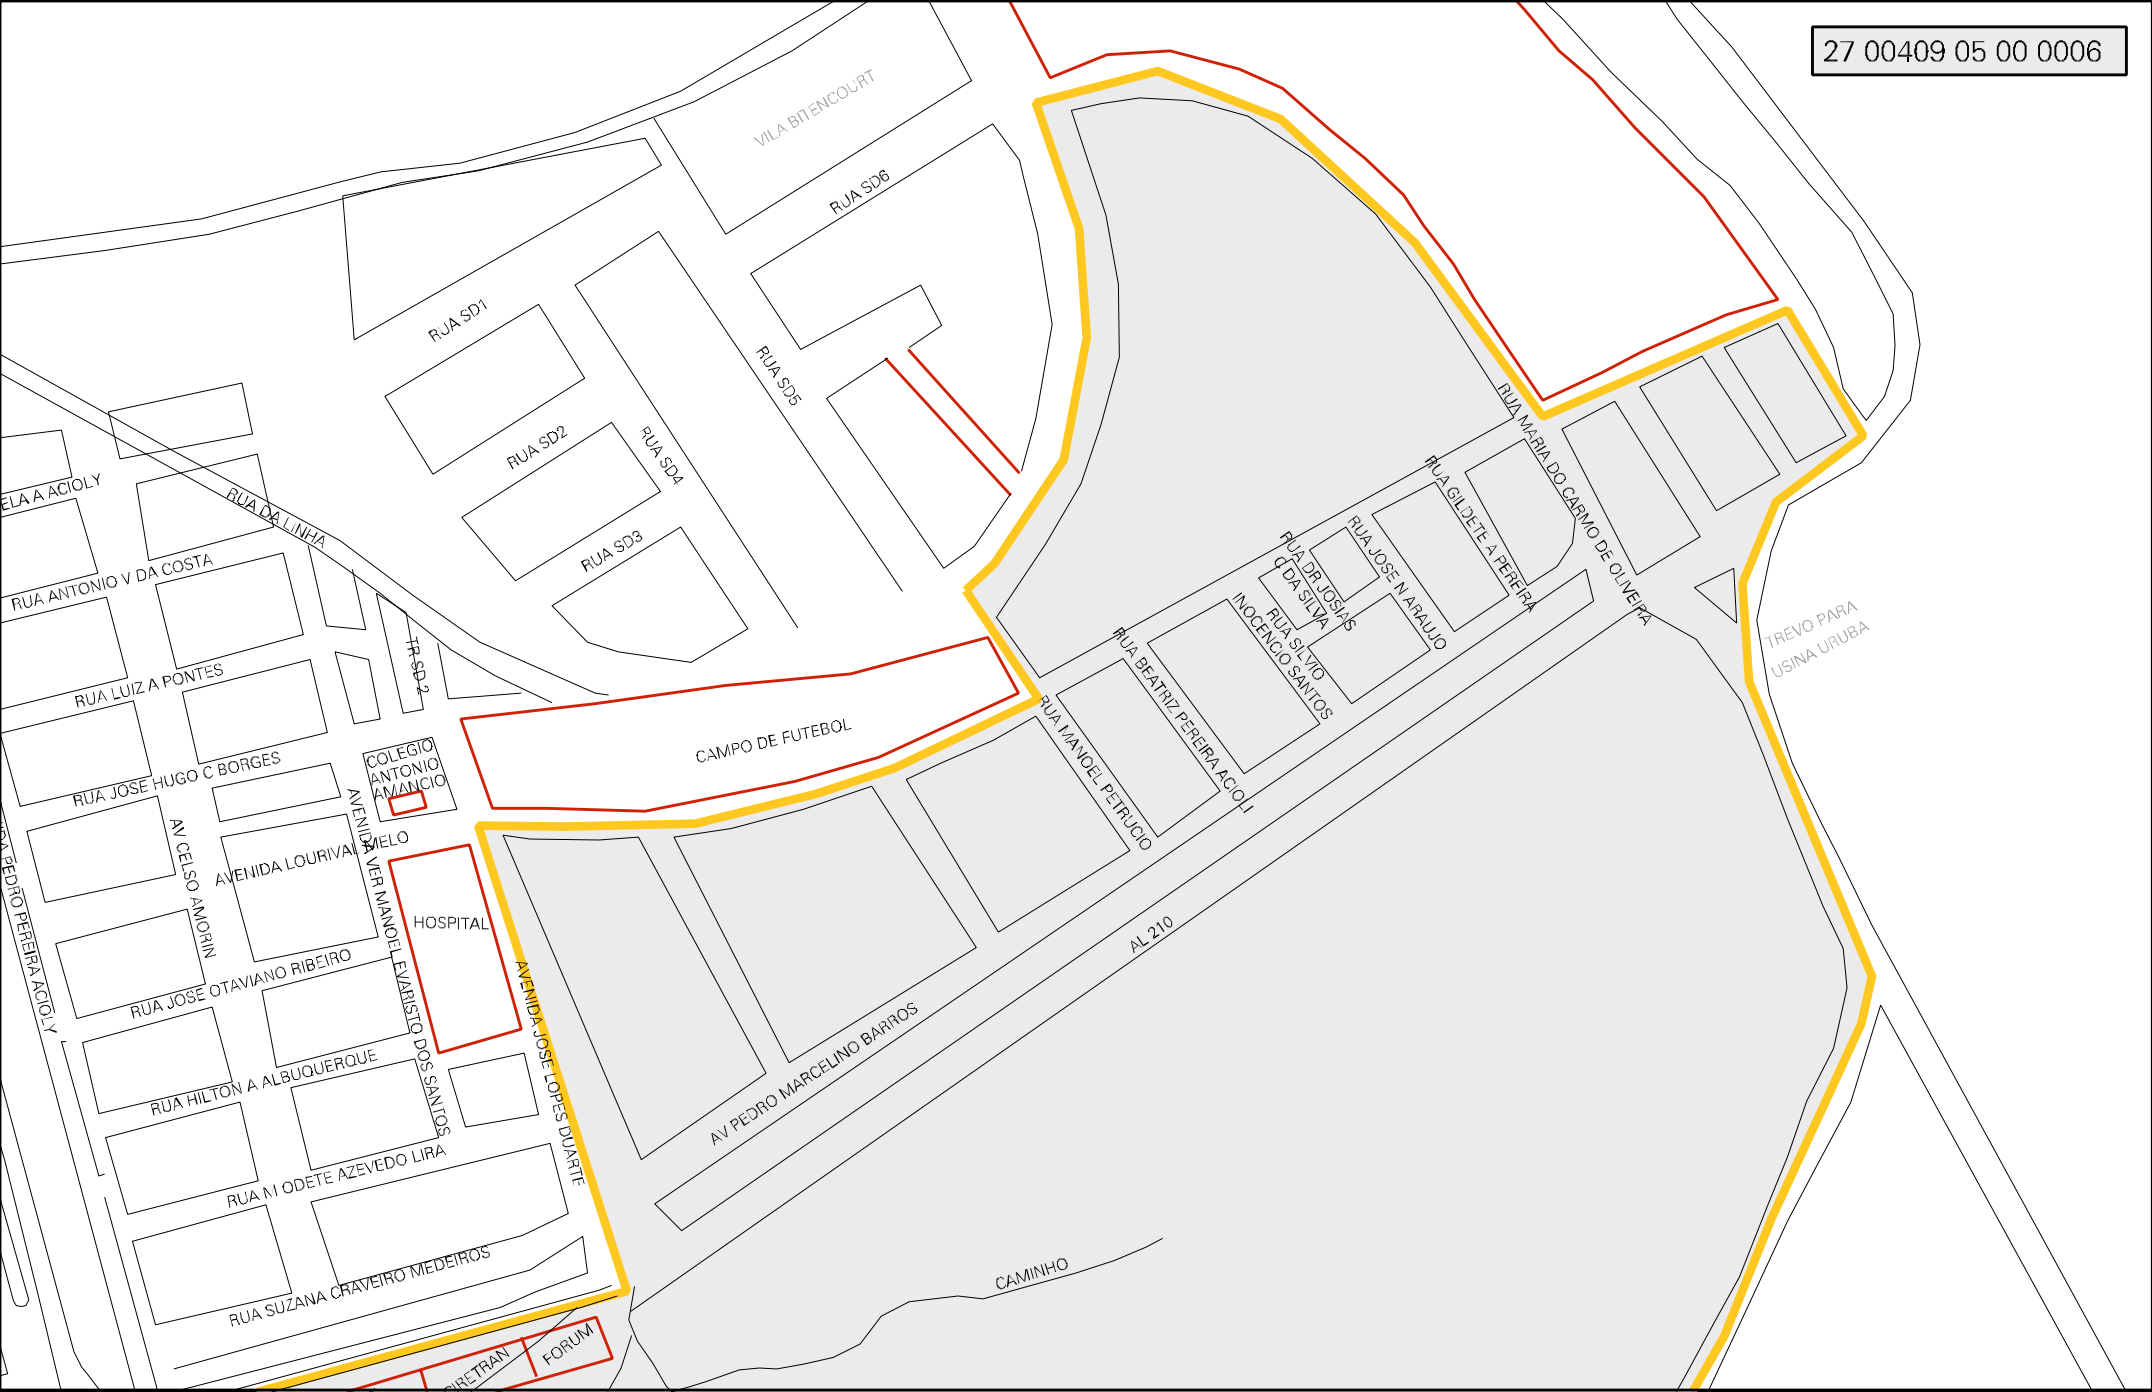 27 00409 05 00 0006
VILA BITENCOURT
RUA SD6
RUA SD1
RUA SD5
RUA SD2
RUA SD4
RUA SD3
RUA MARIA DO CARMO DE OLIVEIRA
RUA GILDETE A PEREIRA
RUA JOSE N ARAUJO
RUA DR JOSIAS
C DA SILVA
RUA SILVIO
INOCENCIO SANTOS
RUA BEATRIZ PEREIRA ACIOLI
RUA MANOEL PETRUCIO
TREVO PARA
USINA URUBA
ELA A ACIOLY
RUA DA LINHA
RUA ANTONIO V DA COSTA
TR SD 2
RUA LUIZ A PONTES
CAMPO DE FUTEBOL
COLEGIO
ANTONIO
AMANCIO
RUA JOSE HUGO C BORGES
AVENIDA LOURIVAL MELO
AV CELSO AMORIN
AVENIDA VER MANOEL EVARISTO DOS SANTOS
DA PEDRO PEREIRA ACIOLY
HOSPITAL
AVENIDA JOSE LOPES DUARTE
RUA JOSE OTAVIANO RIBEIRO
AL 210
AV PEDRO MARCELINO BARROS
RUA HILTON A ALBUQUERQUE
RUA M ODETE AZEVEDO LIRA
RUA SUZANA CRAVEIRO MEDEIROS
CAMINHO
FORUM
CIRETRAN